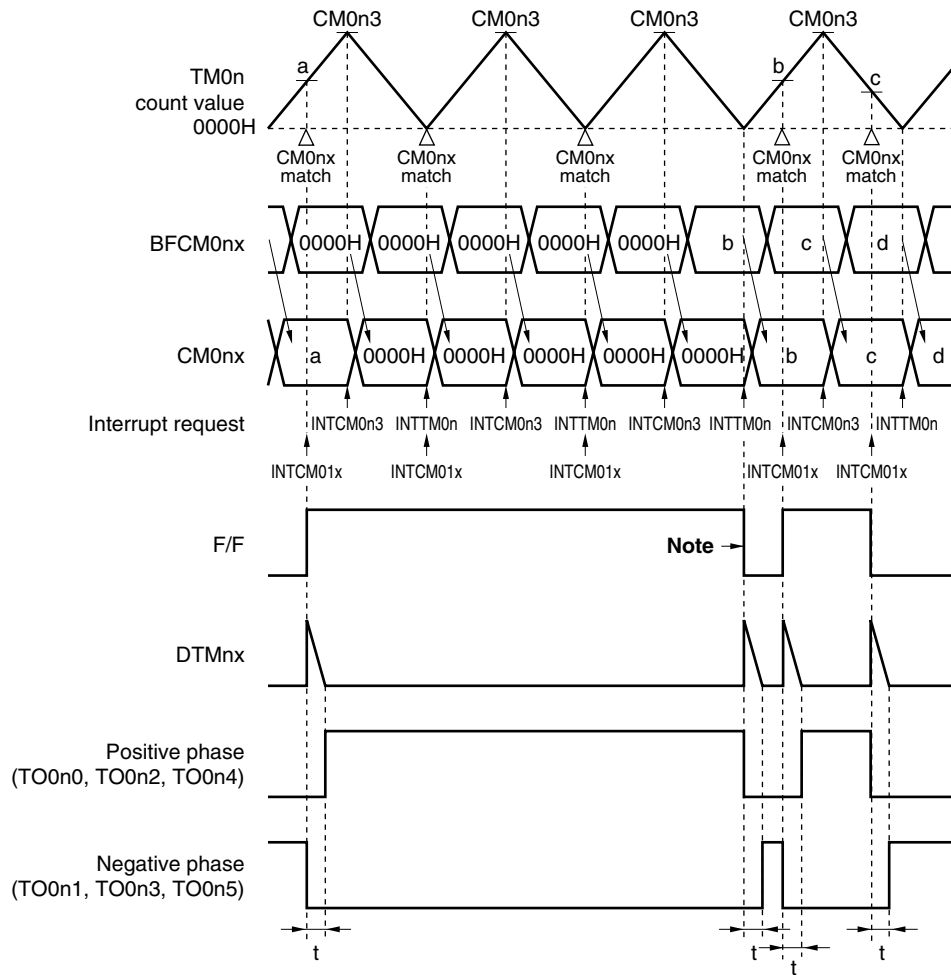 CM0n3 CM0n3 CM0n3 CM0n3
a b c
TM0n
count value
0000H
CM0nx match CM0nx match CM0nx match CM0nx match CM0nx match
BFCM0nx 0000H 0000H 0000H 0000H 0000H b c d
CM0nx a 0000H 0000H 0000H 0000H 0000H b c d
Interrupt request INTCM0n3 INTTM0n INTCM0n3 INTTM0n INTCM0n3 INTTM0n INTCM0n3 INTTM0n
INTCM01x INTCM01x INTCM01x INTCM01x INTCM01x
F/F Note
DTMnx
Positive phase
(TO0n0, TO0n2, TO0n4)
Negative phase
(TO0n1, TO0n3, TO0n5)
t t t t